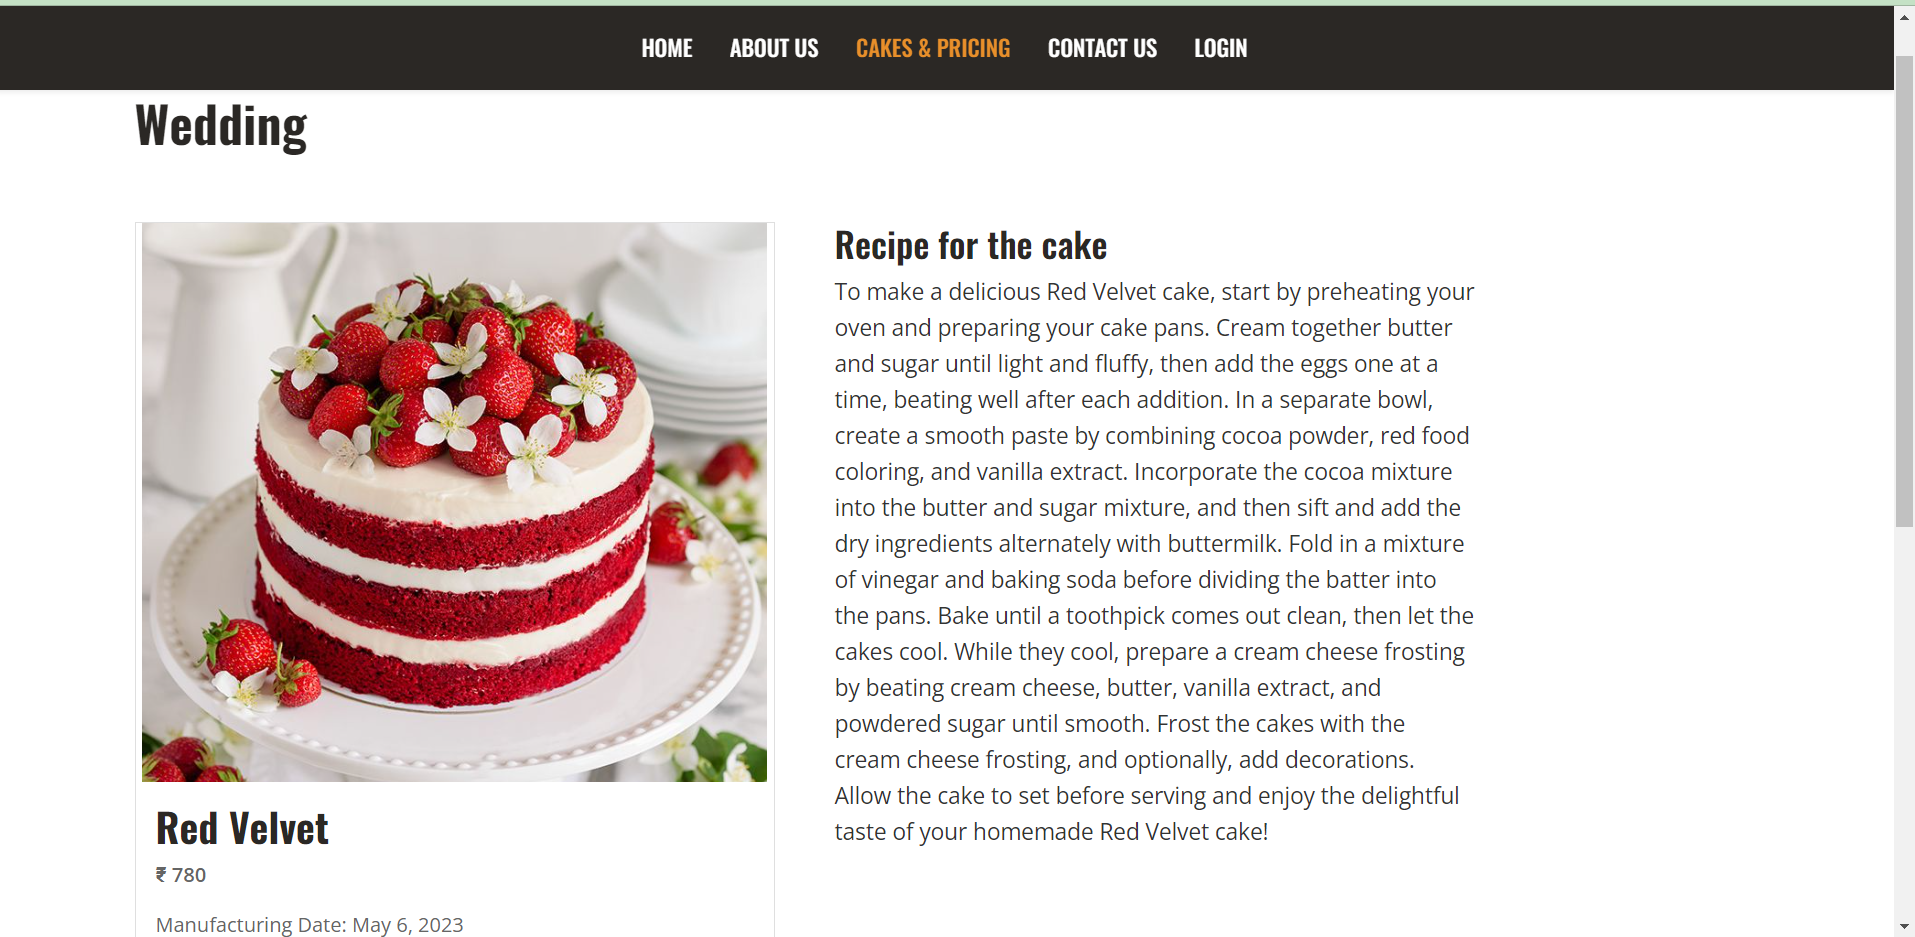 HOME ABOUT US CAKES & PRICING CONTACT US LOGIN
Wedding
Recipe for the cake
To make a delicious Red Velvet cake, start by preheating your
oven and preparing your cake pans. Cream together butter
and sugar until light and fluffy, then add the eggs one at a
time, beating well after each addition. In a separate bowl,
create a smooth paste by combining cocoa powder, red food
coloring, and vanilla extract. Incorporate the cocoa mixture
into the butter and sugar mixture, and then sift and add the
dry ingredients alternately with buttermilk. Fold in a mixture
of vinegar and baking soda before dividing the batter into
the pans. Bake until a toothpick comes out clean, then let the
cakes cool. While they cool, prepare a cream cheese frosting
by beating cream cheese, butter, vanilla extract, and
powdered sugar until smooth. Frost the cakes with the
cream cheese frosting, and optionally, add decorations.
Allow the cake to set before serving and enjoy the delightful
taste of your homemade Red Velvet cake!
Red Velvet
₹ 780
Manufacturing Date: May 6, 2023